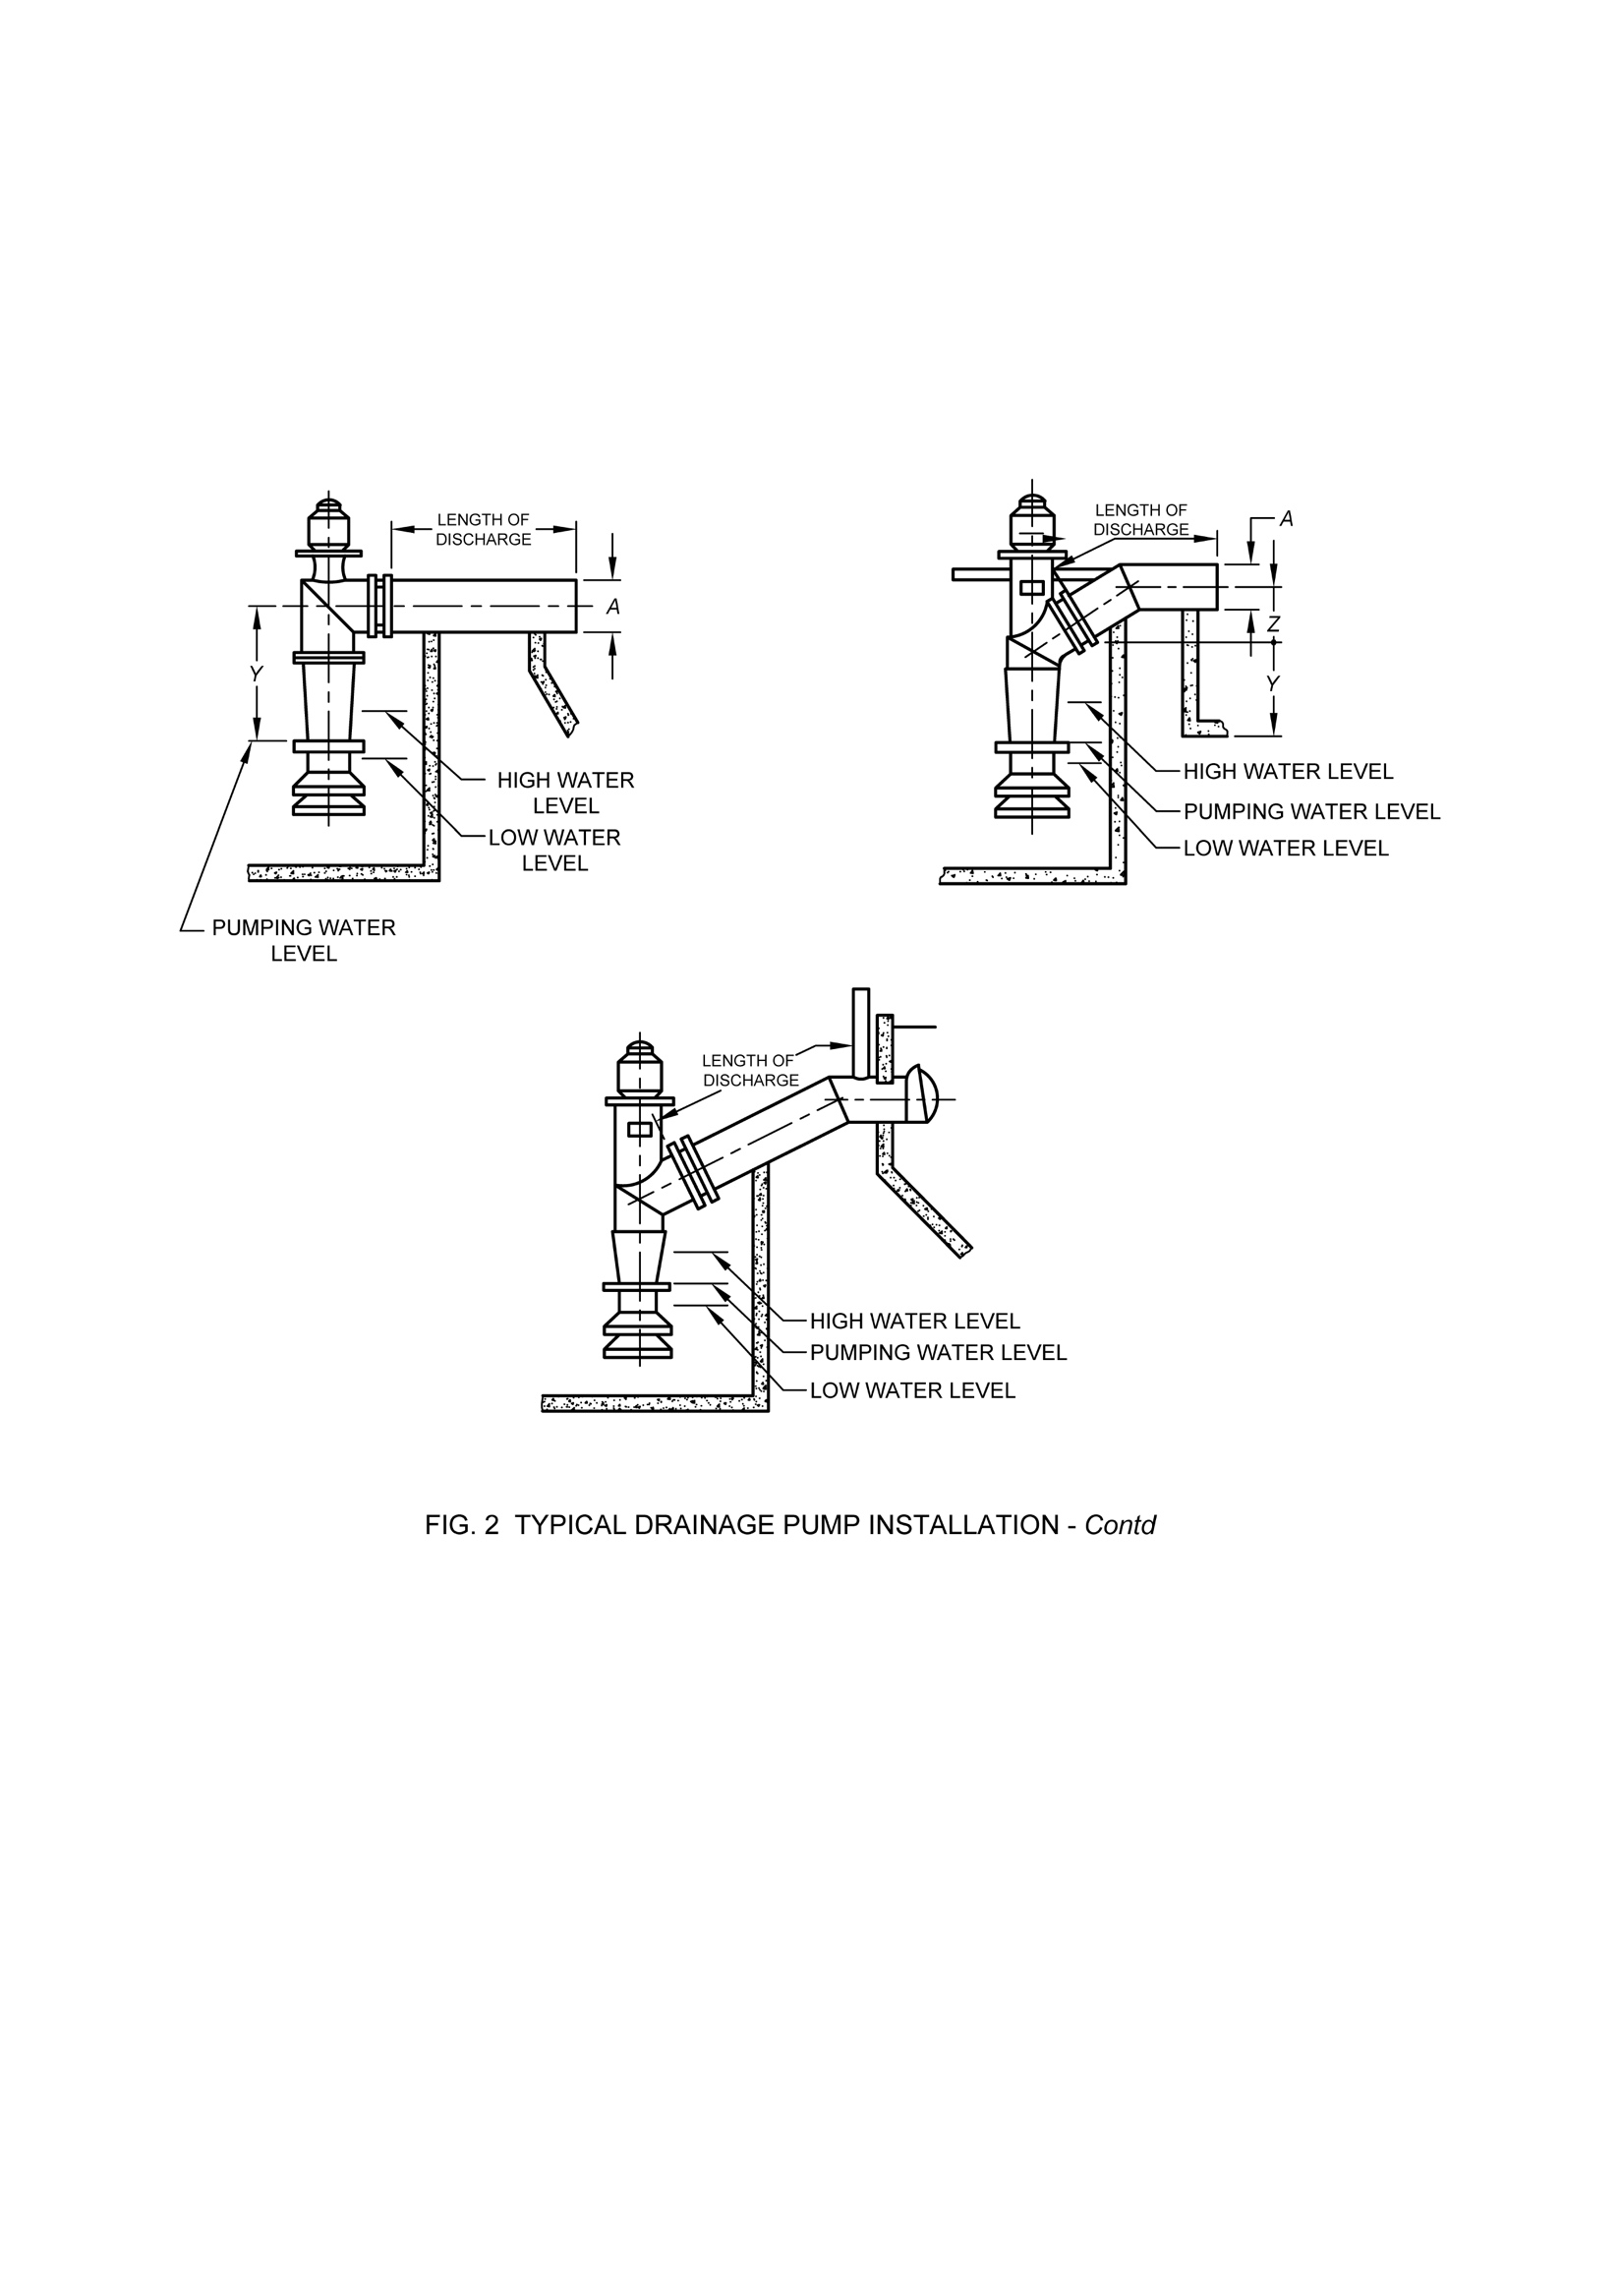 LENGTH OF
DISCHARGE
A
Y
HIGH WATER
LEVEL
LOW WATER
LEVEL
PUMPING WATER
LEVEL
LENGTH OF
DISCHARGE
A
Z
Y
HIGH WATER LEVEL
PUMPING WATER LEVEL
LOW WATER LEVEL
LENGTH OF
DISCHARGE
HIGH WATER LEVEL
PUMPING WATER LEVEL
LOW WATER LEVEL
FIG. 2 TYPICAL DRAINAGE PUMP INSTALLATION - Contd